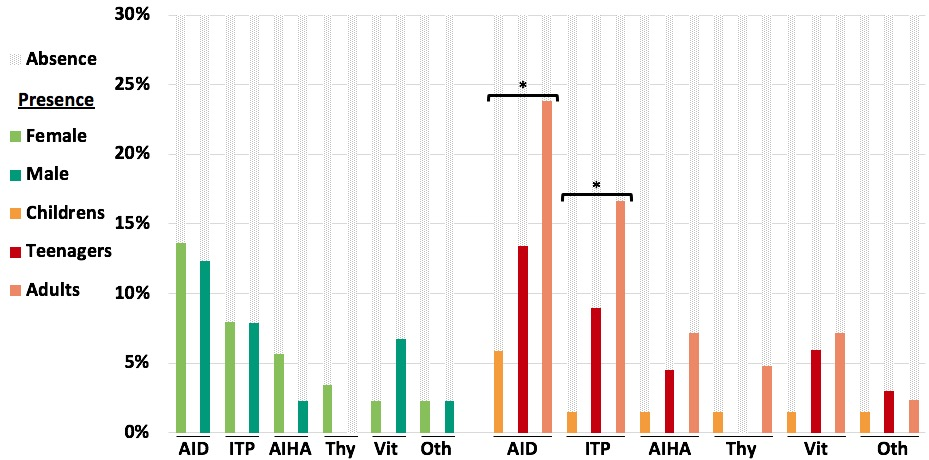 30%
25%
20%
15%
10%
5%
0%
Absence
Presence
Female
Male
Childrens
Teenagers
Adults
*
*
AID ITP AIHA Thy Vit Oth AID ITP AIHA Thy Vit Oth